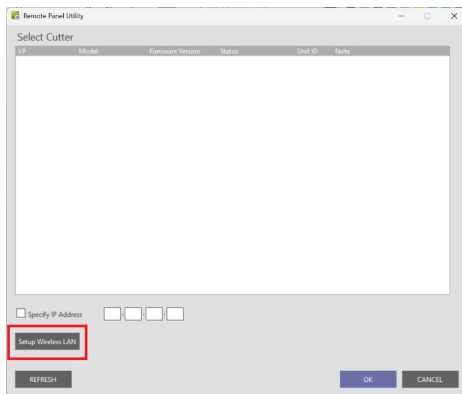 Remote Panel Utility
Select Cutter
I/F Model Firmware Version Status Unit ID Note
Specify IP Address . . .
Setup Wireless LAN
REFRESH OK CANCEL